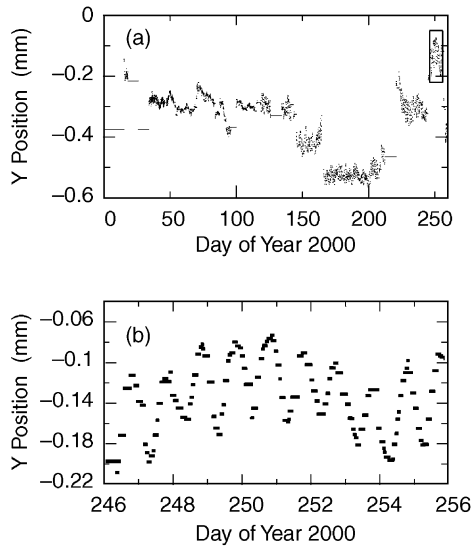 (a)
Y Position (mm)
0
−0.2
−0.4
−0.6
0 50 100 150 200 250
Day of Year 2000
(b)
Y Position (mm)
−0.06
−0.1
−0.14
−0.18
−0.22
246 248 250 252 254 256
Day of Year 2000